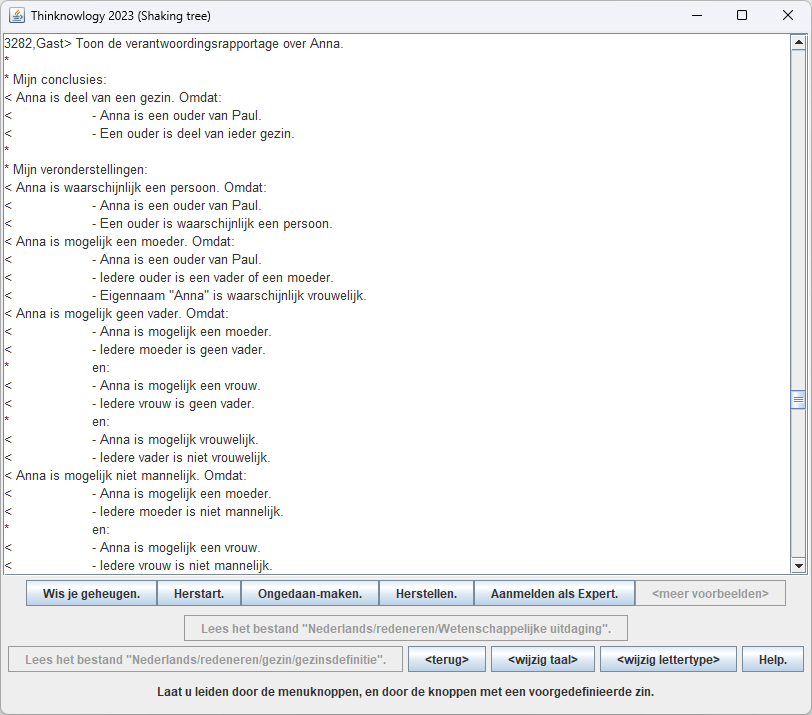 Thinknowlogy 2023 (Shaking tree)
3282,Gast> Toon de verantwoordingsrapportage over Anna.
*
* Mijn conclusies:
< Anna is deel van een gezin. Omdat:
< - Anna is een ouder van Paul.
< - Een ouder is deel van ieder gezin.
*
* Mijn veronderstellingen:
< Anna is waarschijnlijk een persoon. Omdat:
< - Anna is een ouder van Paul.
< - Een ouder is waarschijnlijk een persoon.
< Anna is mogelijk een moeder. Omdat:
< - Anna is een ouder van Paul.
< - Iedere ouder is een vader of een moeder.
< - Eigennaam "Anna" is waarschijnlijk vrouwelijk.
< Anna is mogelijk geen vader. Omdat:
< - Anna is mogelijk een moeder.
< - Iedere moeder is geen vader.
* en:
< - Anna is mogelijk een vrouw.
< - Iedere vrouw is geen vader.
* en:
< - Anna is mogelijk vrouwelijk.
< - Iedere vader is niet vrouwelijk.
< Anna is mogelijk niet mannelijk. Omdat:
< - Anna is mogelijk een moeder.
< - Iedere moeder is niet mannelijk.
* en:
< - Anna is mogelijk een vrouw.
< - Iedere vrouw is niet mannelijk.
Wis je geheugen. Herstart. Ongedaan-maken. Herstellen. Aanmelden als Expert. <meer voorbeelden>
Lees het bestand "Nederlands/redeneren/Wetenschappelijke uitdaging".
Lees het bestand "Nederlands/redeneren/gezin/gezinsdefinitie". <terug> <wijzig taal> <wijzig lettertype> Help.
Laat u leiden door de menuknoppen, en door de knoppen met een voorgedefinieerde zin.